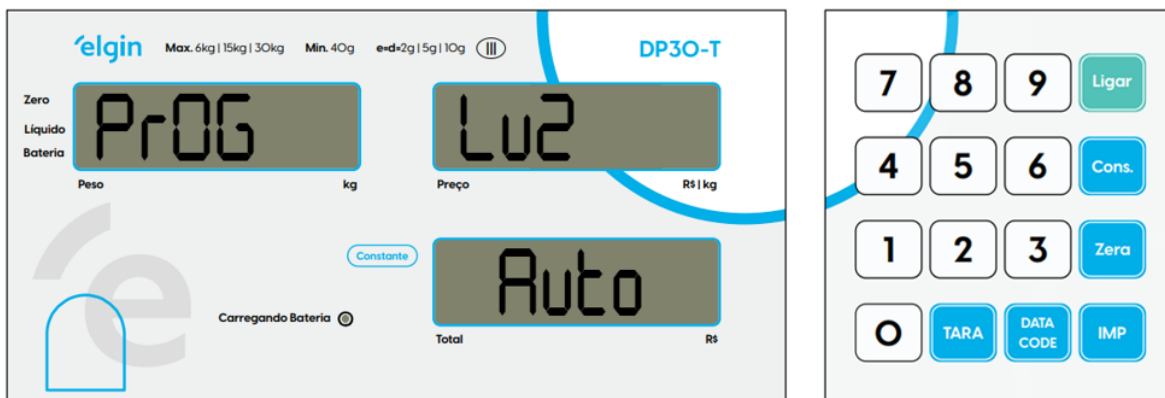 elgin Max. 6kg | 15kg | 30kg Min. 40g e=d=2g | 5g | 10g III DP30-T
Zero
Líquido
Bateria
PrOG
Lu2
Peso kg
Preço R$ | kg
Constante
Auto
Carregando Bateria
Total R$
7 8 9 Ligar
4 5 6 Cons.
1 2 3 Zera
0 TARA DATA CODE IMP